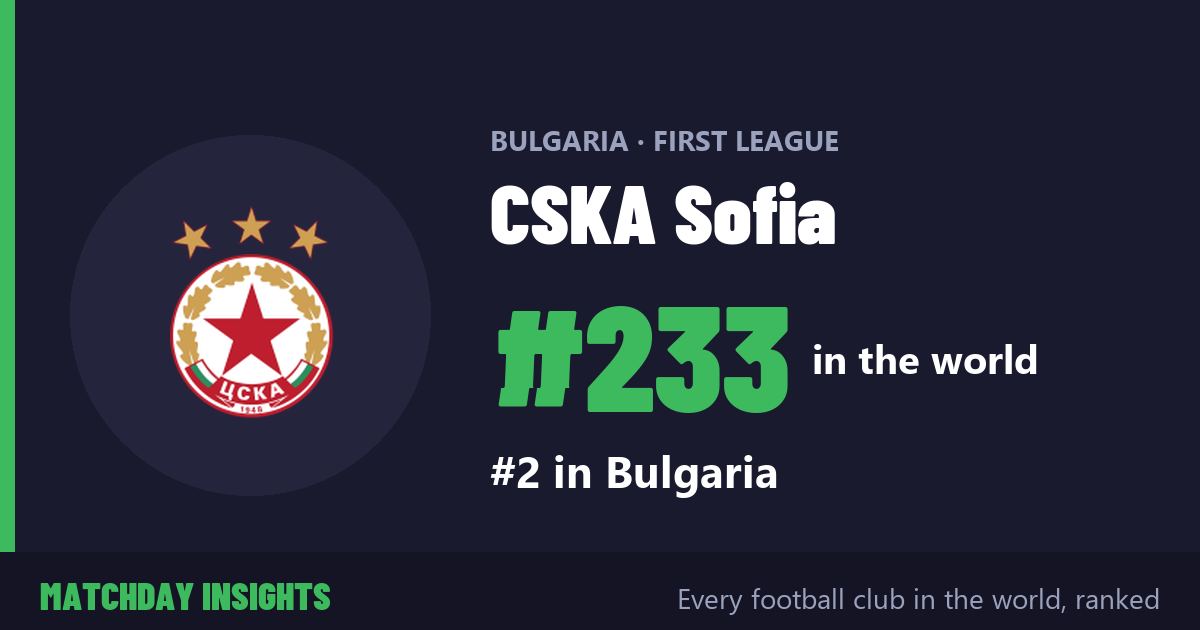 BULGARIA · FIRST LEAGUE
CSKA Sofia
#233 in the world
#2 in Bulgaria
ЦСКА
1948
MATCHDAY INSIGHTS
Every football club in the world, ranked